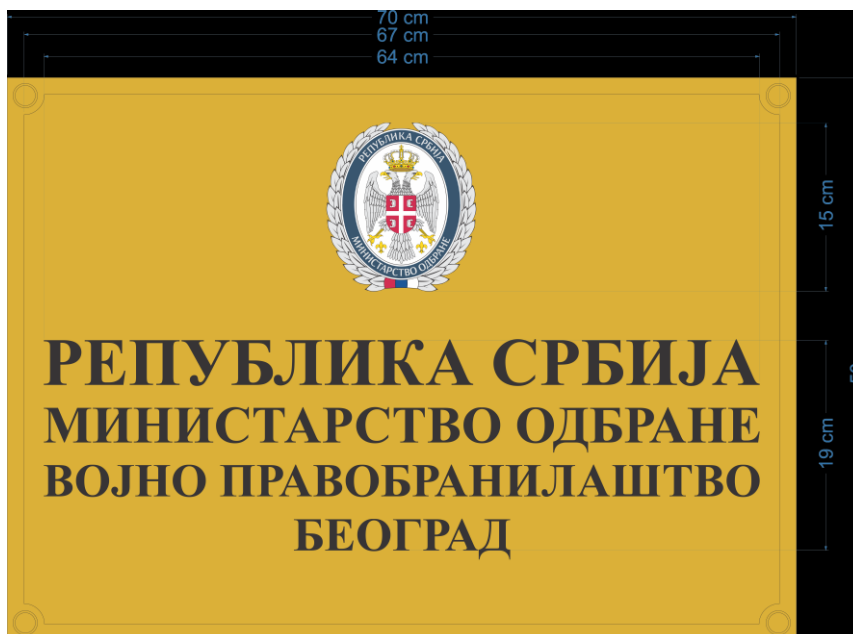 70 cm
67 cm
64 cm
РЕПУБЛИКА СРБИЈА
МИНИСТАРСТВО ОДБРАНЕ
15 cm
РЕПУБЛИКА СРБИЈА
МИНИСТАРСТВО ОДБРАНЕ
ВОЈНО ПРАВОБРАНИЛАШТВО
БЕОГРАД
19 cm